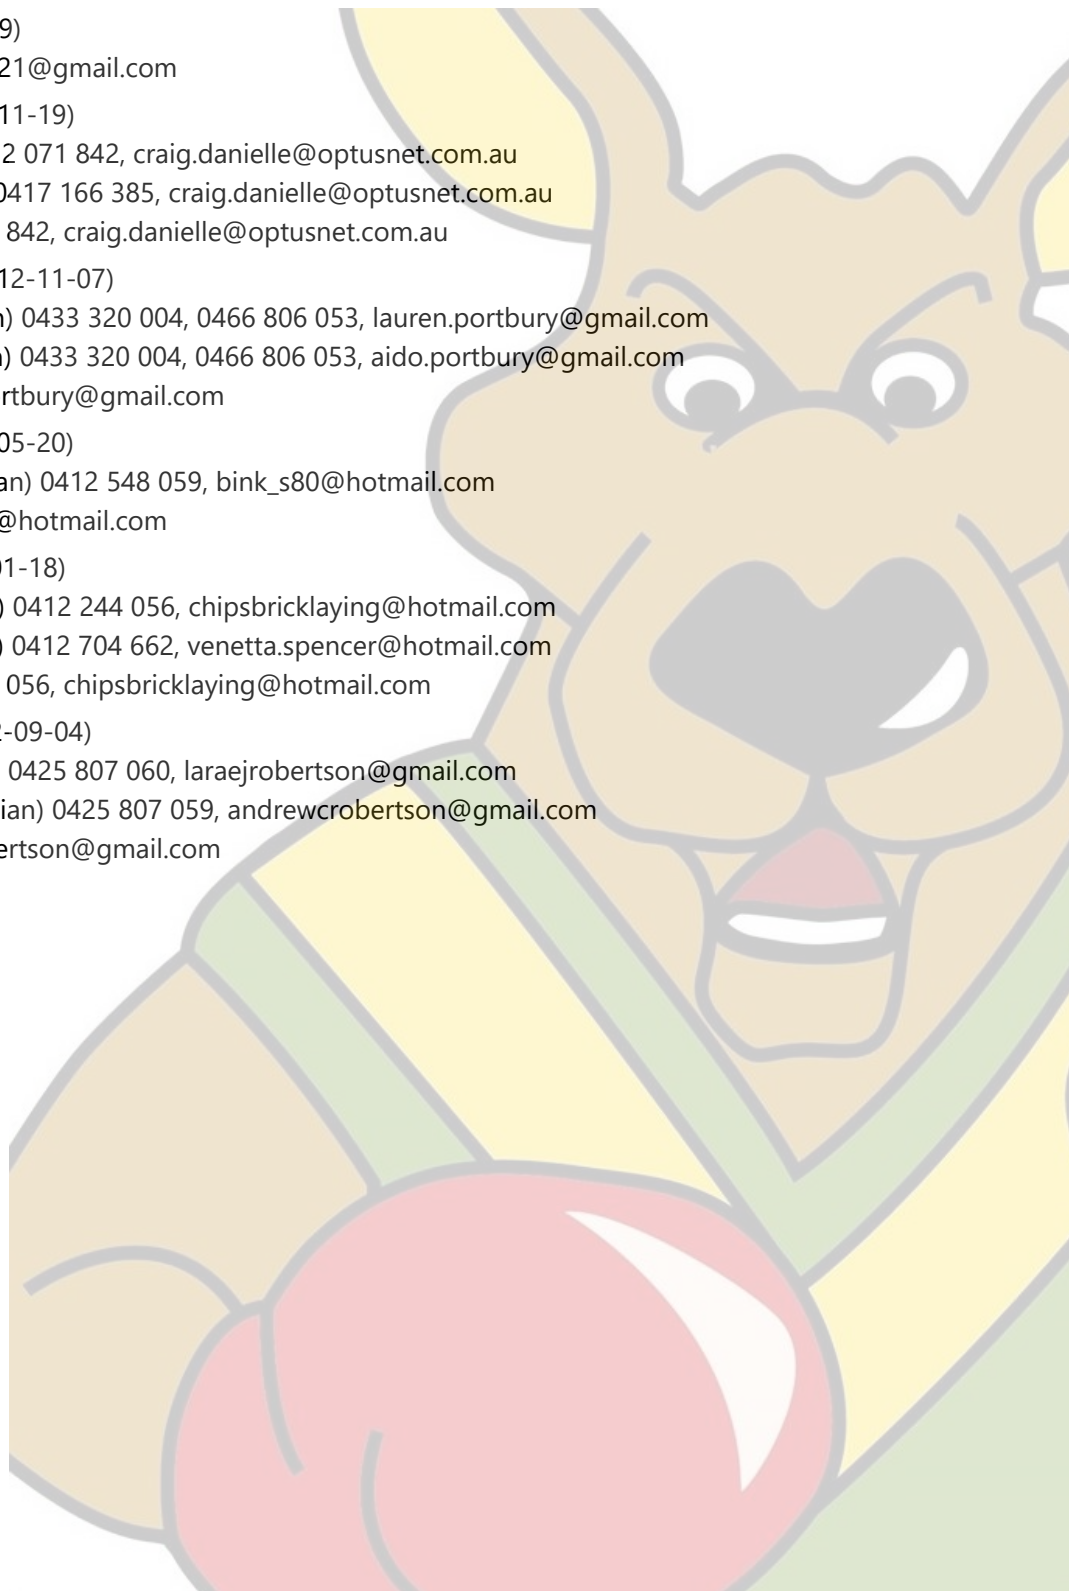 9)
21@gmail.com
11-19)
2 071 842, craig.danielle@optusnet.com.au
0417 166 385, craig.danielle@optusnet.com.au
842, craig.danielle@optusnet.com.au
12-11-07)
n) 0433 320 004, 0466 806 053, lauren.portbury@gmail.com
n) 0433 320 004, 0466 806 053, aido.portbury@gmail.com
rtbury@gmail.com
05-20)
an) 0412 548 059, bink_s80@hotmail.com
@hotmail.com
01-18)
) 0412 244 056, chipsbricklaying@hotmail.com
) 0412 704 662, venetta.spencer@hotmail.com
056, chipsbricklaying@hotmail.com
2-09-04)
0425 807 060, laraejrobertson@gmail.com
ian) 0425 807 059, andrewcrobertson@gmail.com
ertson@gmail.com